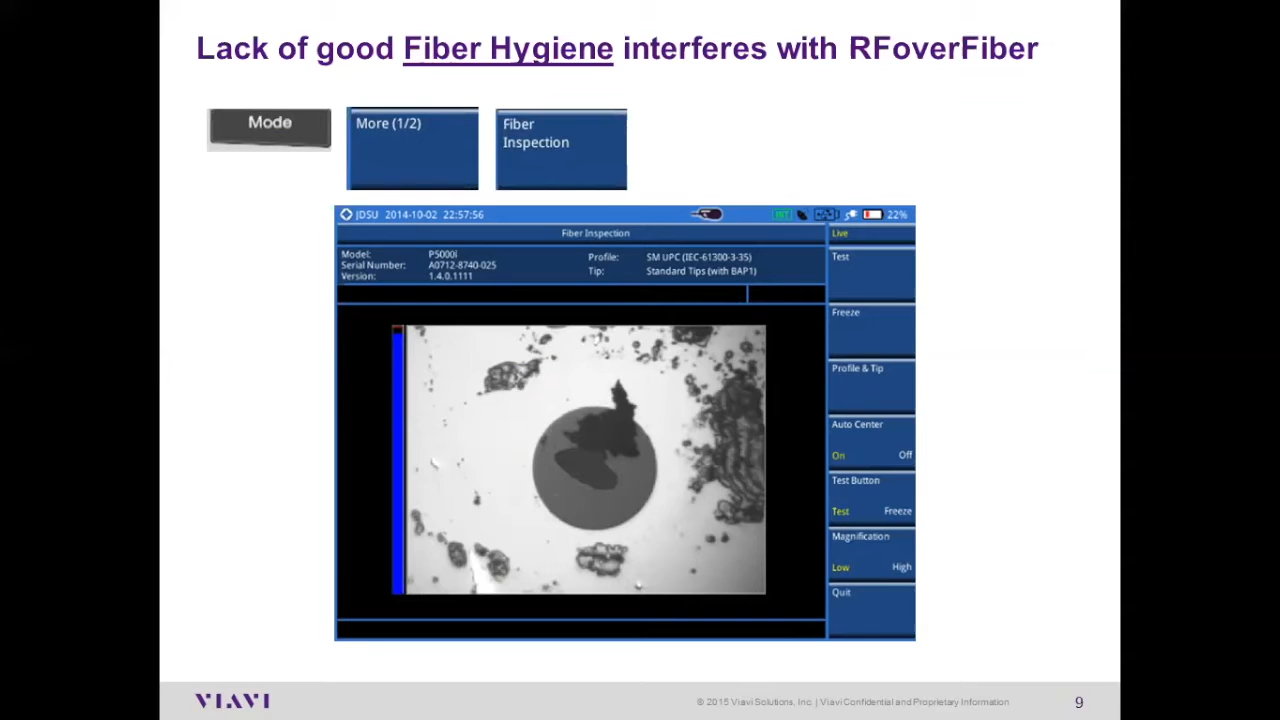 Lack of good Fiber Hygiene interferes with RFoverFiber
Mode
More (1/2)
Fiber
Inspection
JDSU 2014-10-02 22:57:56
22%
Fiber Inspection
Live
Model: P5000i
Serial Number: A0712-8740-025
Version: 1.4.0.1111
Profile: SM UPC (IEC-61300-3-35)
Tip: Standard Tips (with BAP1)
Test
Freeze
Profile & Tip
Auto Center
On Off
Test Button
Test Freeze
Magnification
Low High
Quit
VIAVI
© 2015 Viavi Solutions, Inc. | Viavi Confidential and Proprietary Information
9